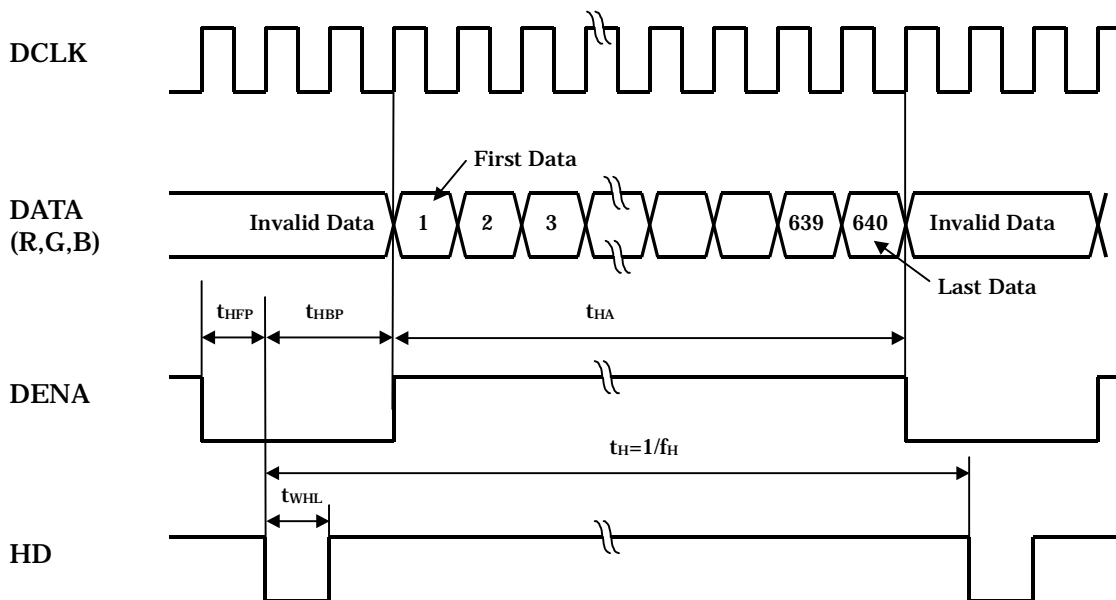 DCLK
First Data
DATA
(R,G,B)
Invalid Data 1 2 3 639 640 Invalid Data
Last Data
tHFP tHBP tHA
DENA
tH=1/fH
tWHL
HD